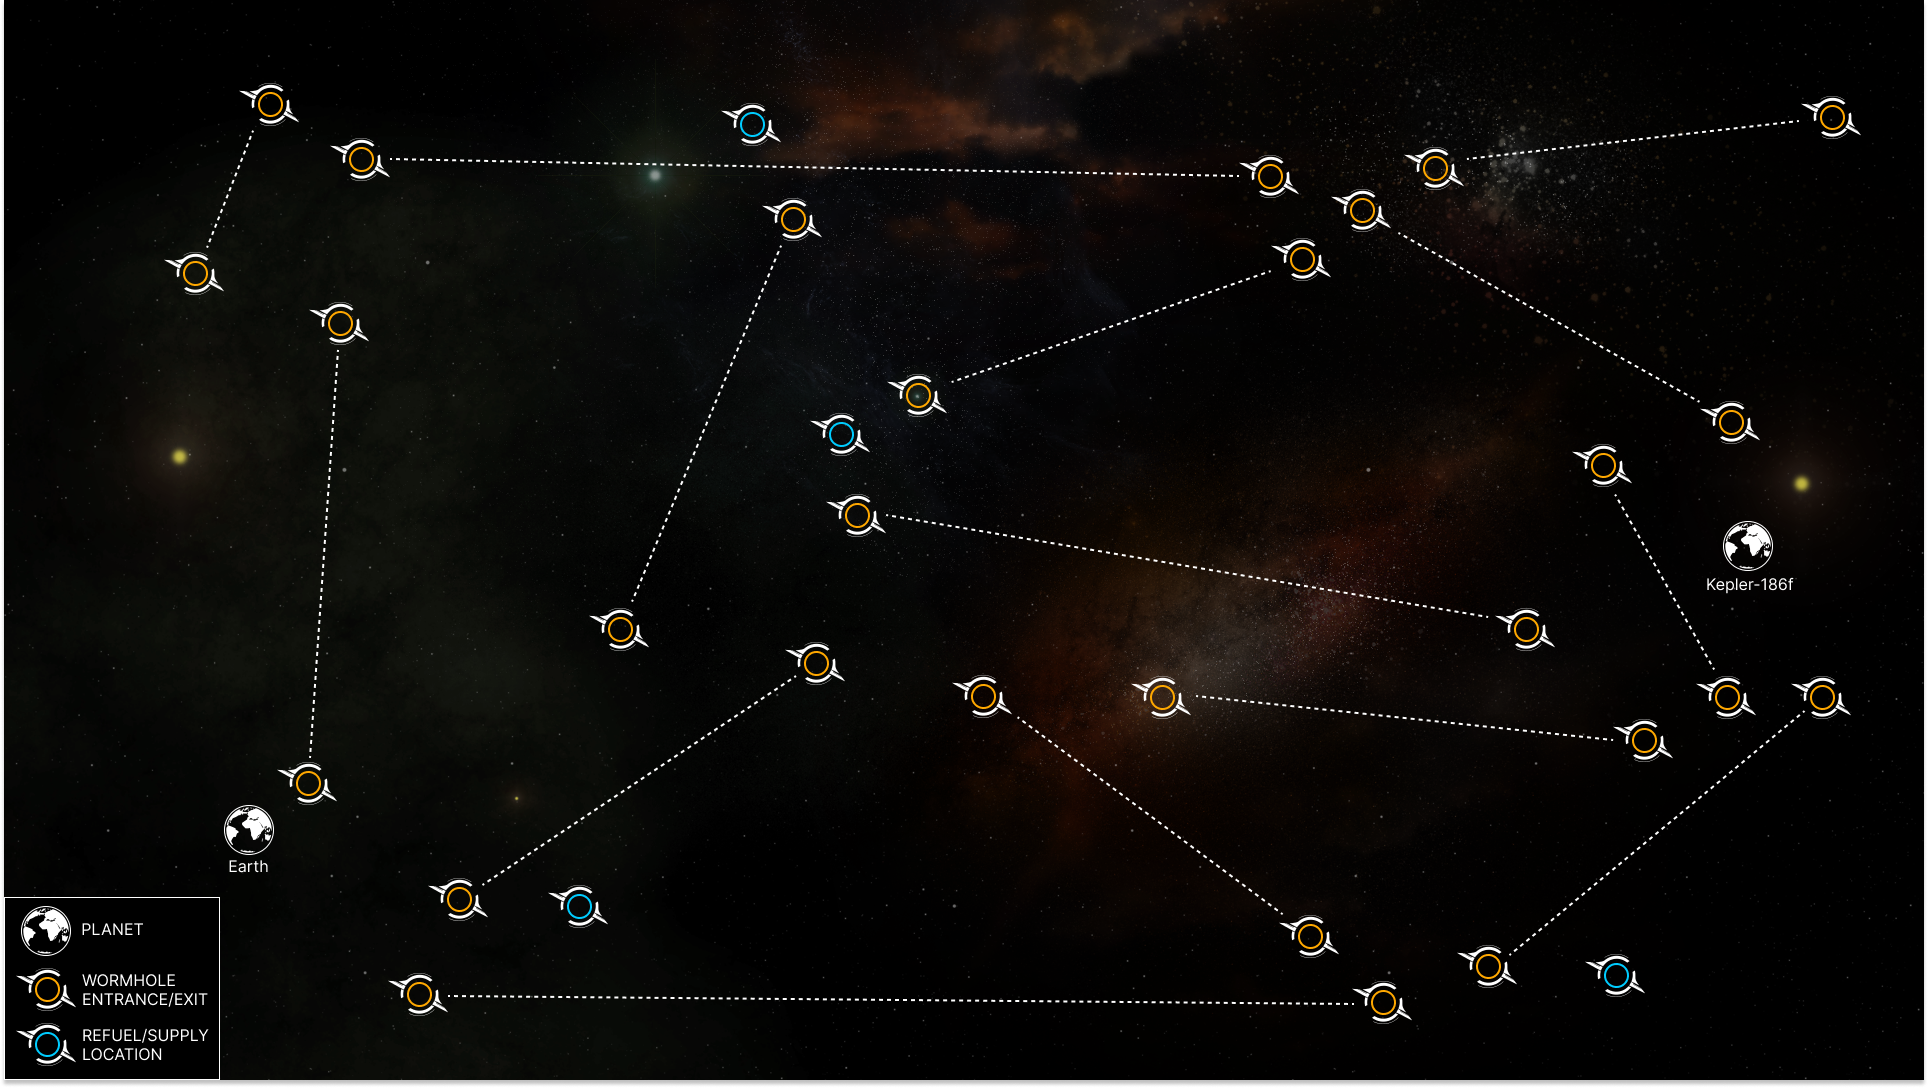 Kepler-186f
Earth
PLANET
WORMHOLE
ENTRANCE/EXIT
REFUEL/SUPPLY
LOCATION